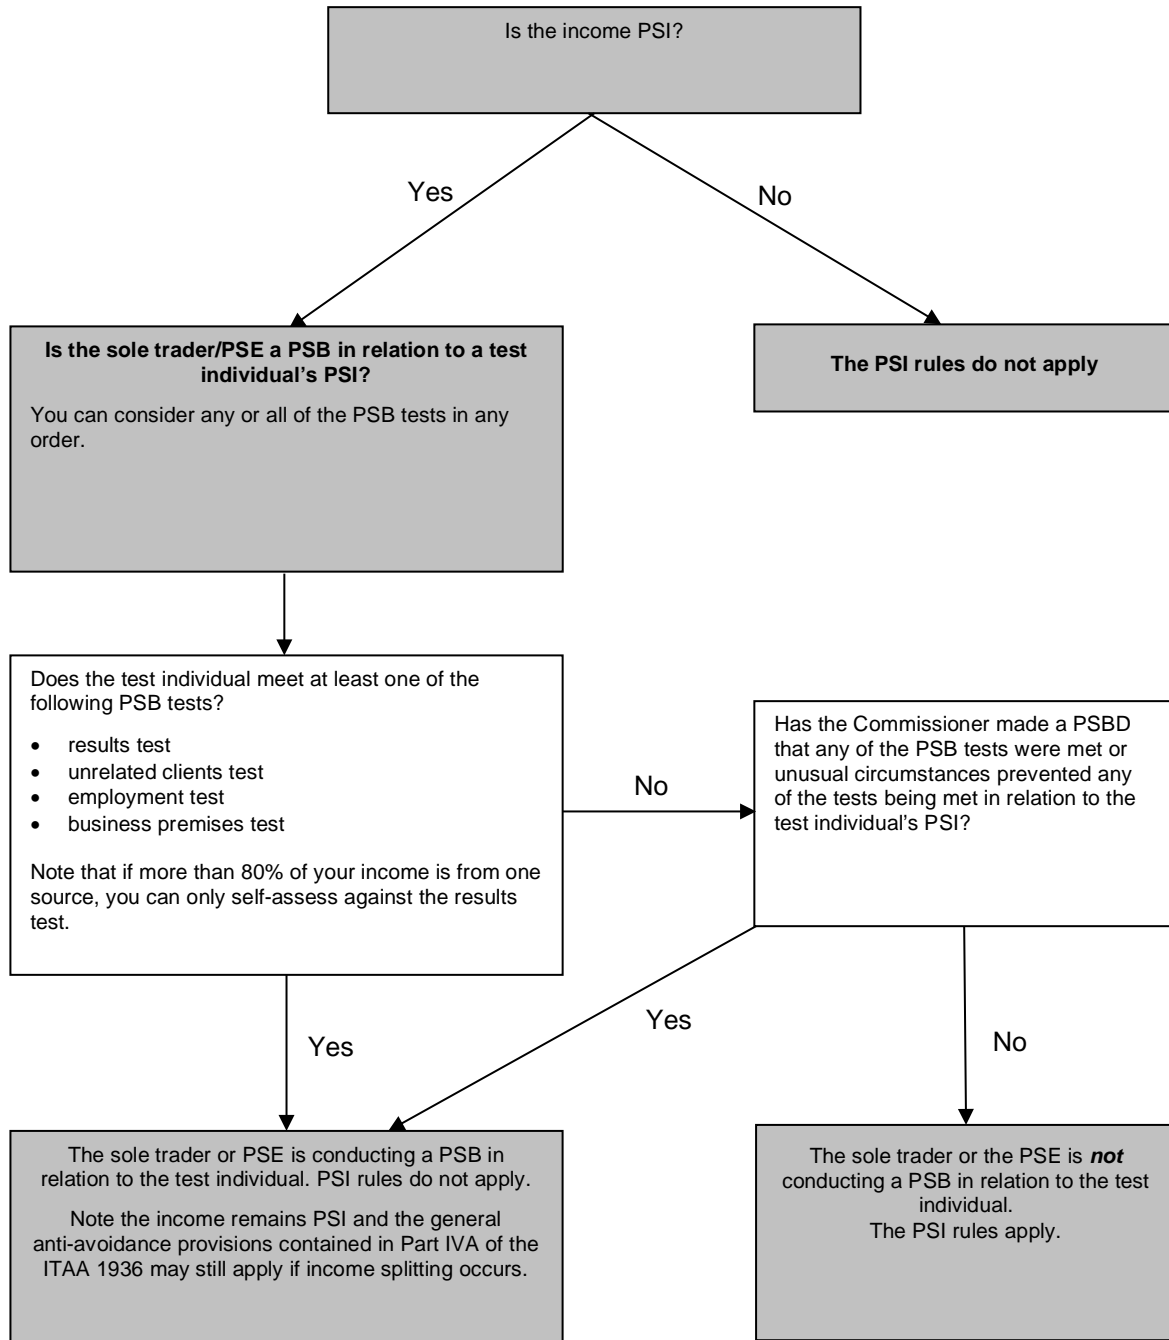 Is the income PSI?
Yes
No
Is the sole trader/PSE a PSB in relation to a test
individual's PSI?
You can consider any or all of the PSB tests in any
order.
The PSI rules do not apply
Does the test individual meet at least one of the
following PSB tests?
• results test
• unrelated clients test
• employment test
• business premises test
Note that if more than 80% of your income is from one
source, you can only self-assess against the results
test.
No
Has the Commissioner made a PSBD
that any of the PSB tests were met or
unusual circumstances prevented any
of the tests being met in relation to the
test individual's PSI?
Yes
Yes
No
The sole trader or PSE is conducting a PSB in
relation to the test individual. PSI rules do not apply.
Note the income remains PSI and the general
anti-avoidance provisions contained in Part IVA of the
ITAA 1936 may still apply if income splitting occurs.
The sole trader or the PSE is not
conducting a PSB in relation to the test
individual.
The PSI rules apply.